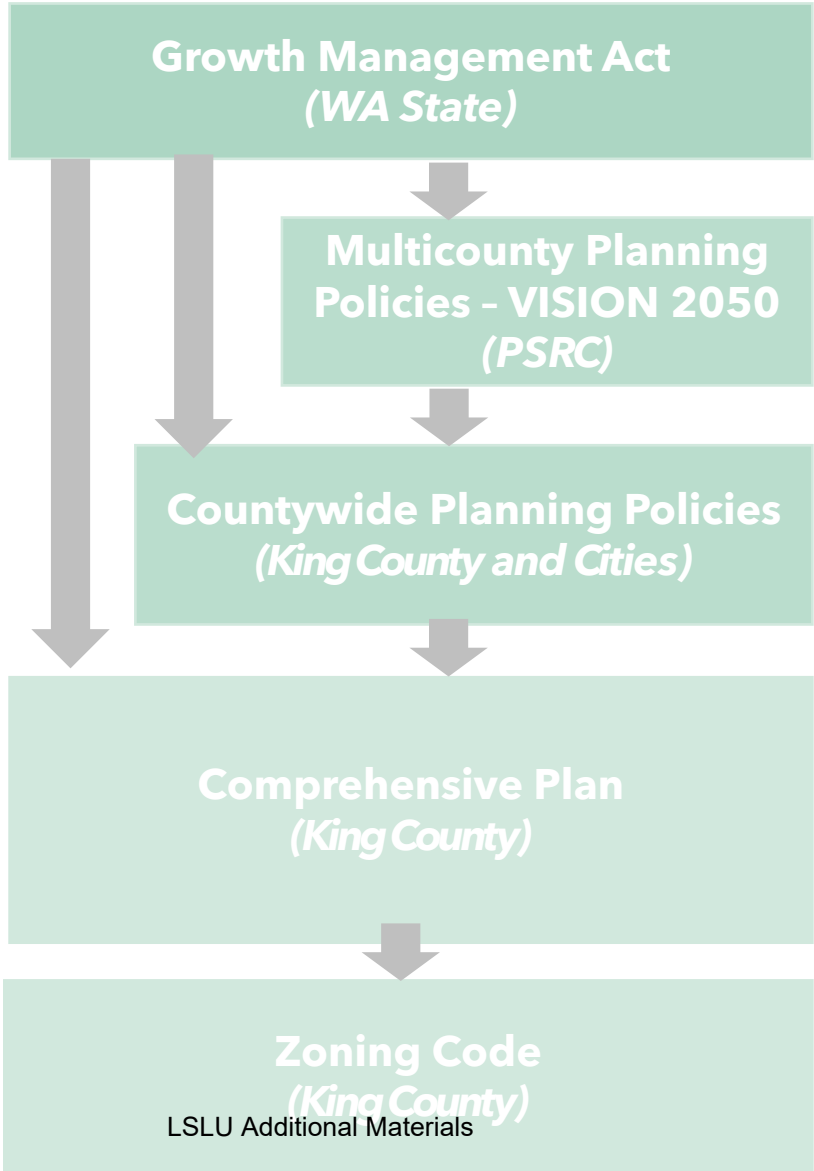 Growth Management Act
(WA State)
Multicounty Planning
Policies – VISION 2050
(PSRC)
Countywide Planning Policies
(King County and Cities)
Comprehensive Plan
(King County)
Zoning Code
(King County)
LSLU Additional Materials